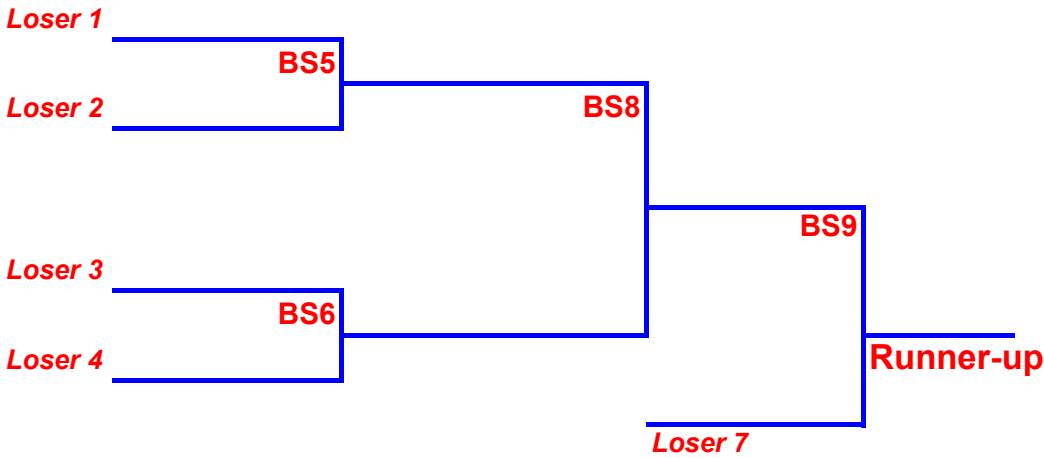 Loser 1
BS5
Loser 2
BS8
BS9
Loser 3
BS6
Loser 4
Runner-up
Loser 7